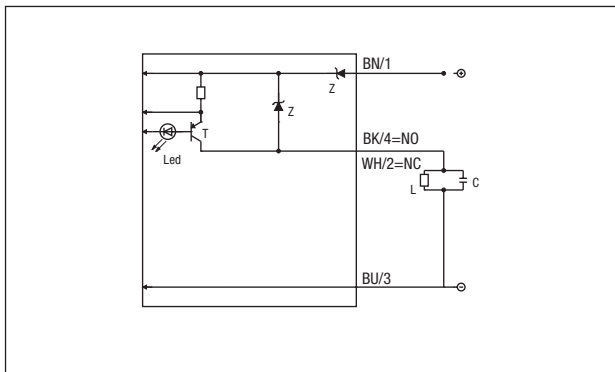 BN/1
Z
Z
T
Led
BK/4=NO
WH/2=NC
L
C
BU/3